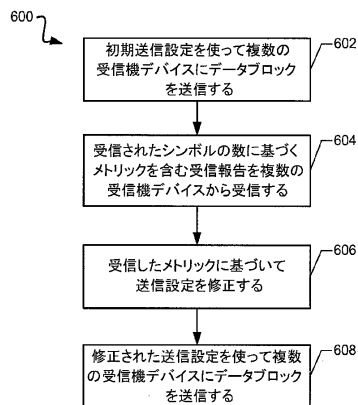 600
初期送信設定を使って複数の
受信機デバイスにデータブロック
を送信する
602
受信されたシンボルの数に基づく
メトリックを含む受信報告を複数の
受信機デバイスから受信する
604
受信したメトリックに基づいて
送信設定を修正する
606
修正された送信設定を使って複数
の受信機デバイスにデータブロック
を送信する
608